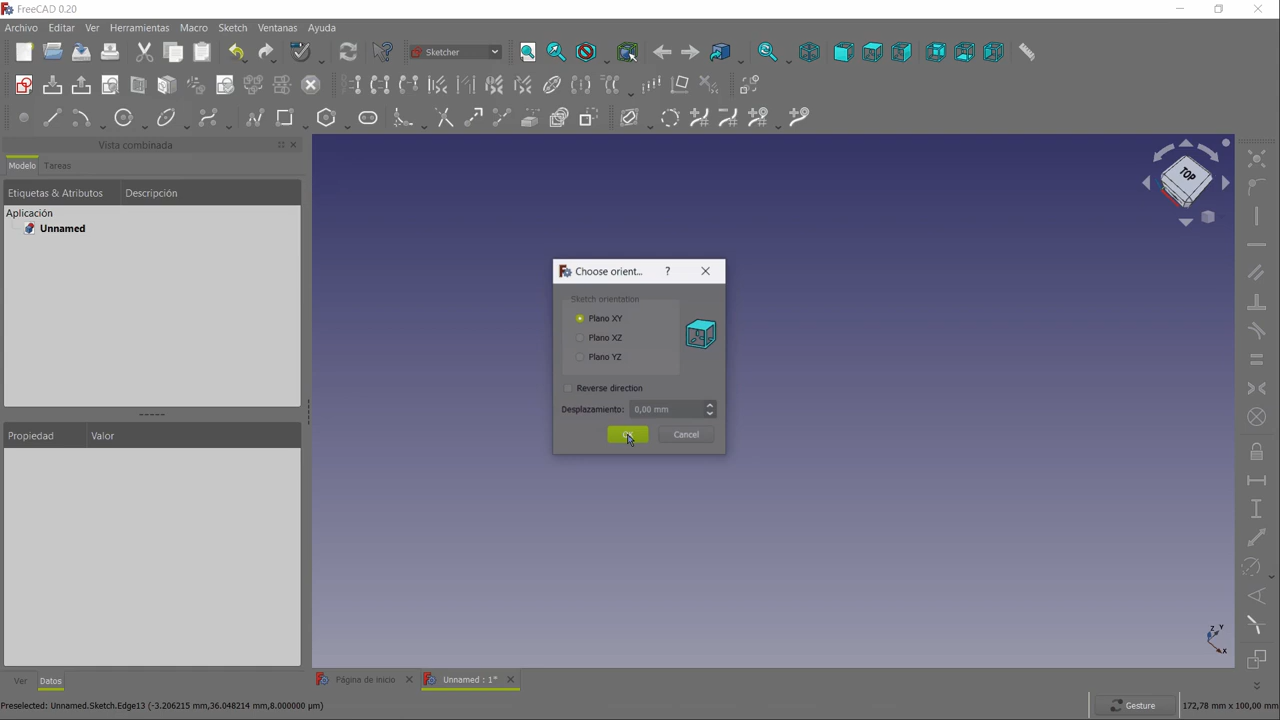 FreeCAD 0.20
Archivo Editar Ver Herramientas Macro Sketch Ventanas Ayuda
Sketcher
Vista combinada
Modelo Tareas
Etiquetas & Atributos Descripción
Aplicación
Unnamed
TOP
Choose orient... ?
Sketch orientation
Plano XY
Plano XZ
Plano YZ
Reverse direction
Desplazamiento: 0,00 mm
Cancel
Propiedad Valor
Z Y
X
Ver Datos
Página de inicio Unnamed : 1*
Preselected: Unnamed.Sketch.Edge13 (-3.206215 mm,36.048214 mm,8.000000 µm) Gesture 172,78 mm x 100,00 mm